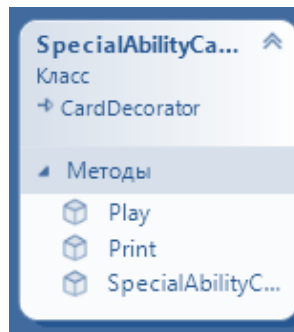 SpecialAbilityCa...
Класс
CardDecorator
Методы
Play
Print
SpecialAbilityC...